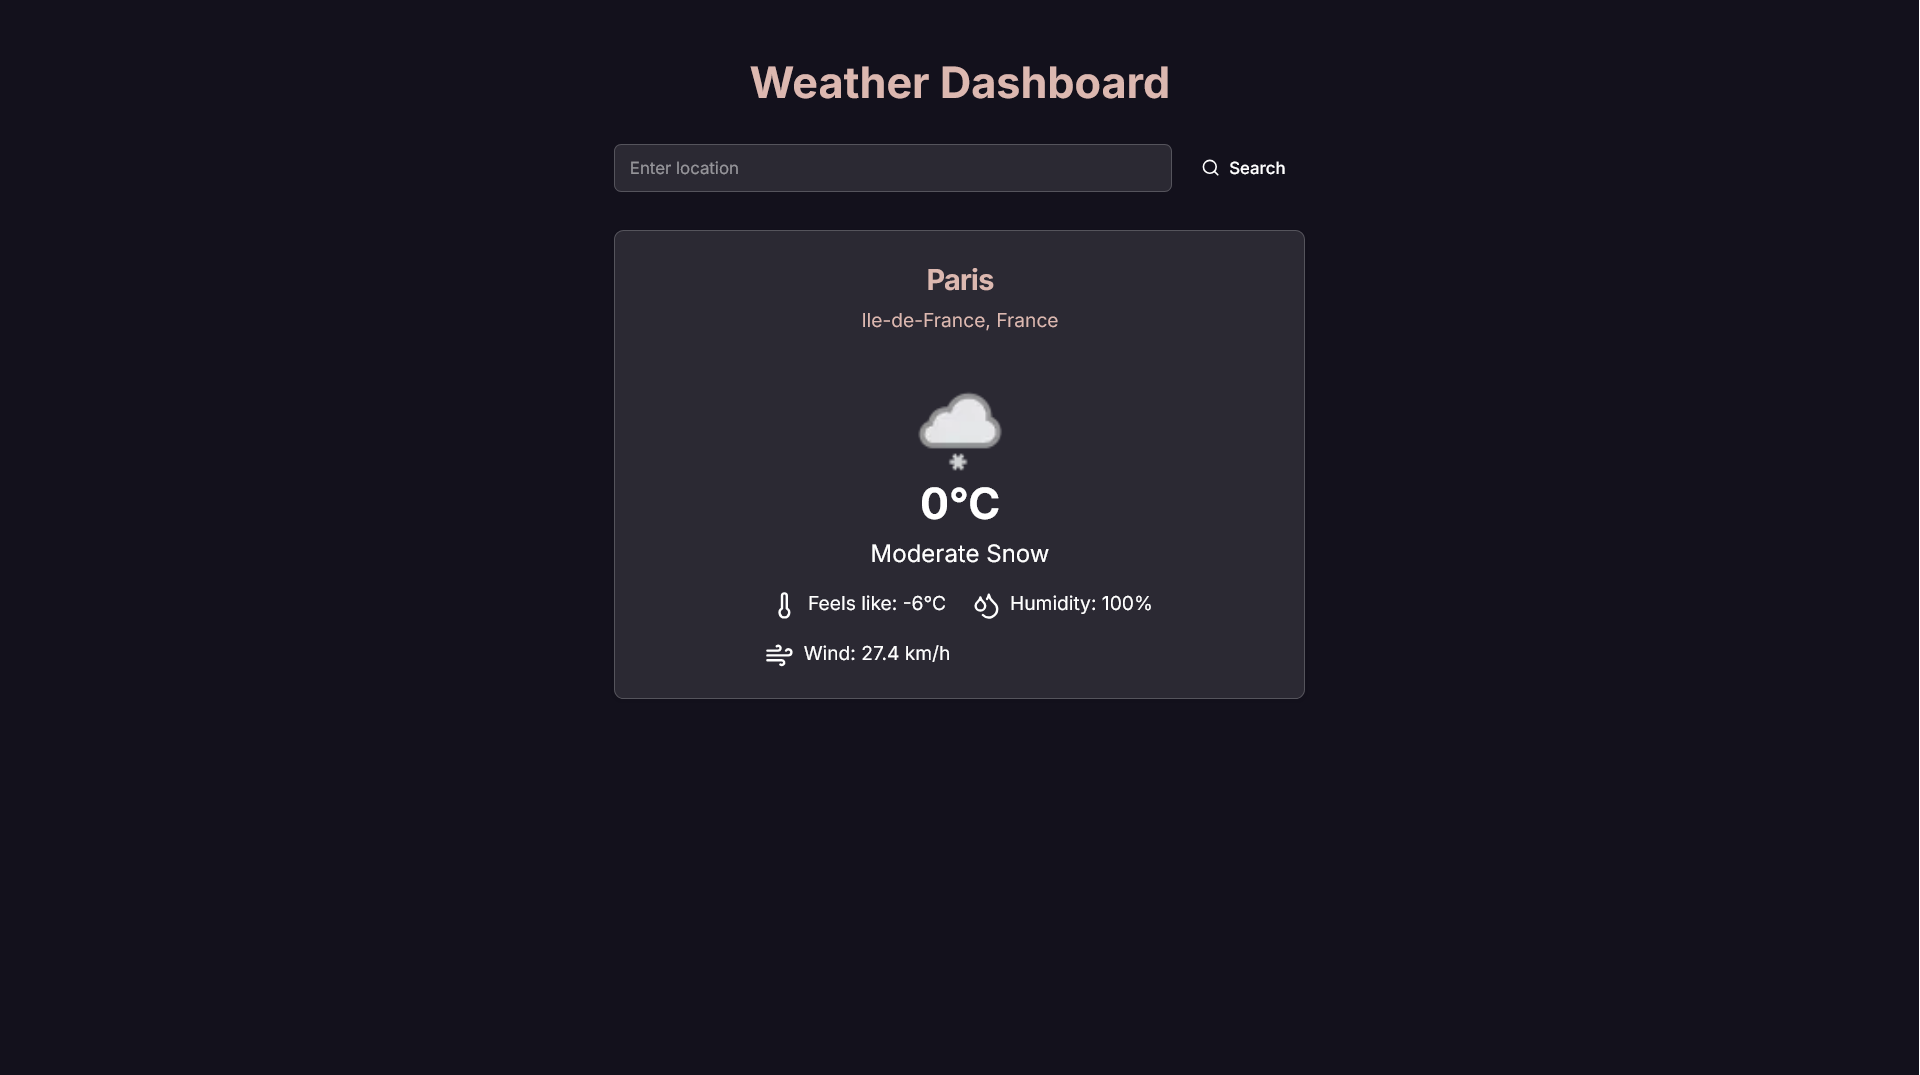 Weather Dashboard
Enter location
Search
Paris
Ile-de-France, France
0°C
Moderate Snow
Feels like: -6°C
Humidity: 100%
Wind: 27.4 km/h